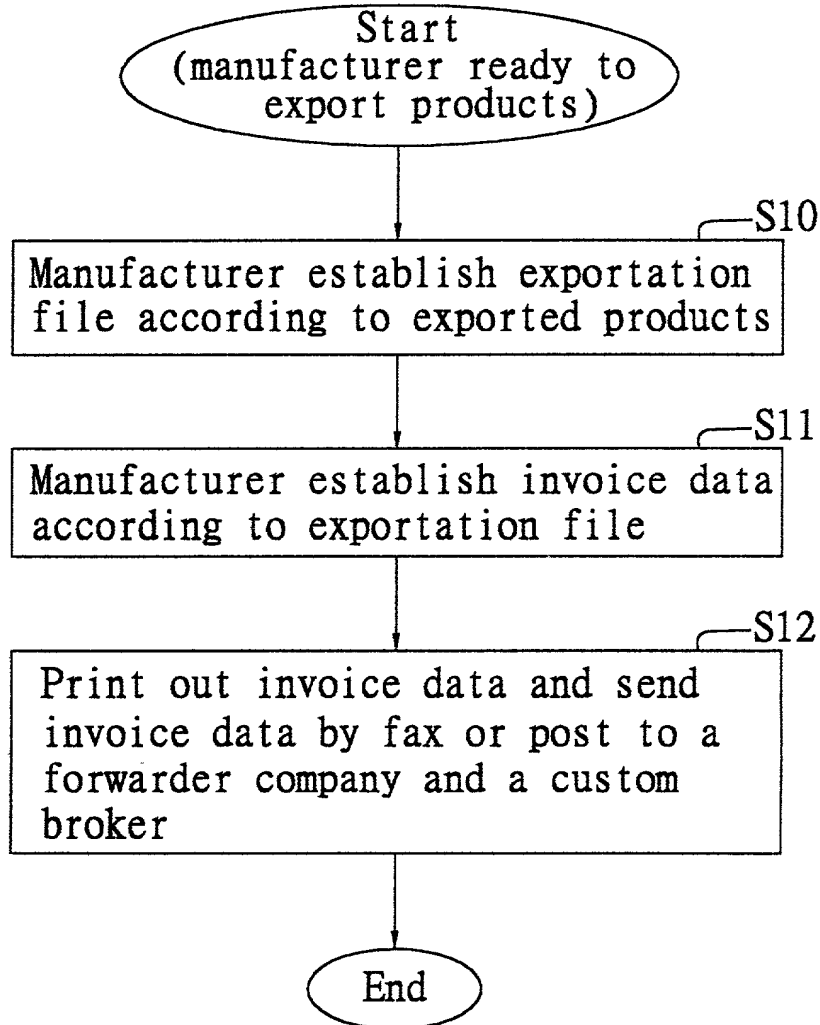 Start
(manufacturer ready to
export products)
S10
Manufacturer establish exportation
file according to exported products
S11
Manufacturer establish invoice data
according to exportation file
S12
Print out invoice data and send
invoice data by fax or post to a
forwarder company and a custom
broker
End